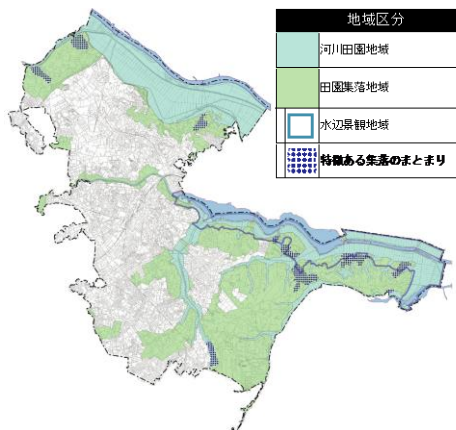 地域区分
河川田園地域
田園集落地域
水辺景観地域
特徴ある集落のまとまり